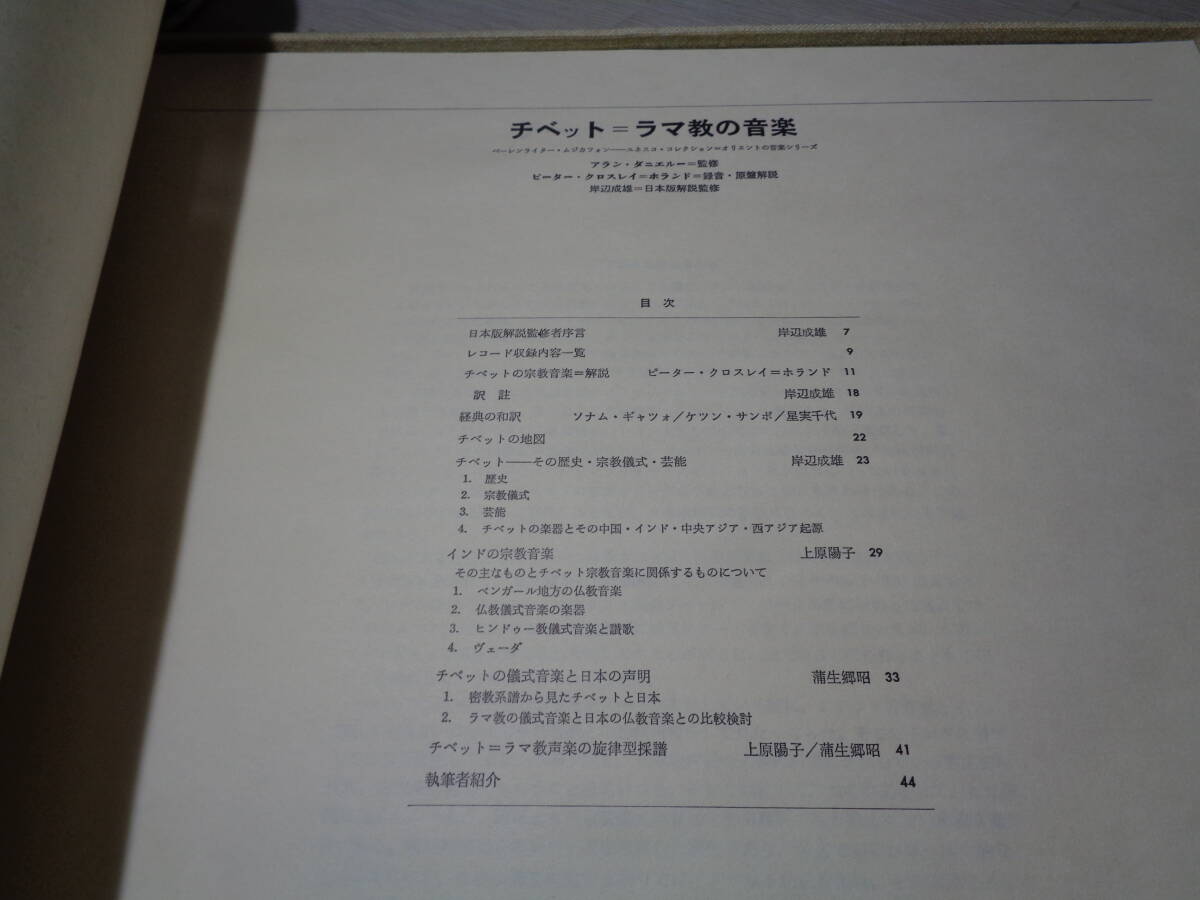 チベット＝ラマ教の音楽
ベーレンライター・ムジカフォン──ユネスコ・コレクション＝オリエントの音楽シリーズ
アラン・ダニエルー＝監修
ピーター・クロスレイ＝ホランド＝録音・原盤解説
岸辺成雄＝日本版解説監修
目 次
日本版解説監修者序言 岸辺成雄 7
レコード収録内容一覧 9
チベットの宗教音楽＝解説 ピーター・クロスレイ＝ホランド 11
訳 註 岸辺成雄 18
経典の和訳 ソナム・ギャツォ／ケツン・サンポ／星実千代 19
チベットの地図 22
チベット──その歴史・宗教儀式・芸能 岸辺成雄 23
1. 歴史
2. 宗教儀式
3. 芸能
4. チベットの楽器とその中国・インド・中央アジア・西アジア起源
インドの宗教音楽 上原陽子 29
その主なものとチベット宗教音楽に関係するものについて
1. ベンガール地方の仏教音楽
2. 仏教儀式音楽の楽器
3. ヒンドゥー教儀式音楽と讃歌
4. ヴェーダ
チベットの儀式音楽と日本の声明 蒲生郷昭 33
1. 密教系譜から見たチベットと日本
2. ラマ教の儀式音楽と日本の仏教音楽との比較検討
チベット＝ラマ教声楽の旋律型採譜 上原陽子／蒲生郷昭 41
執筆者紹介 44